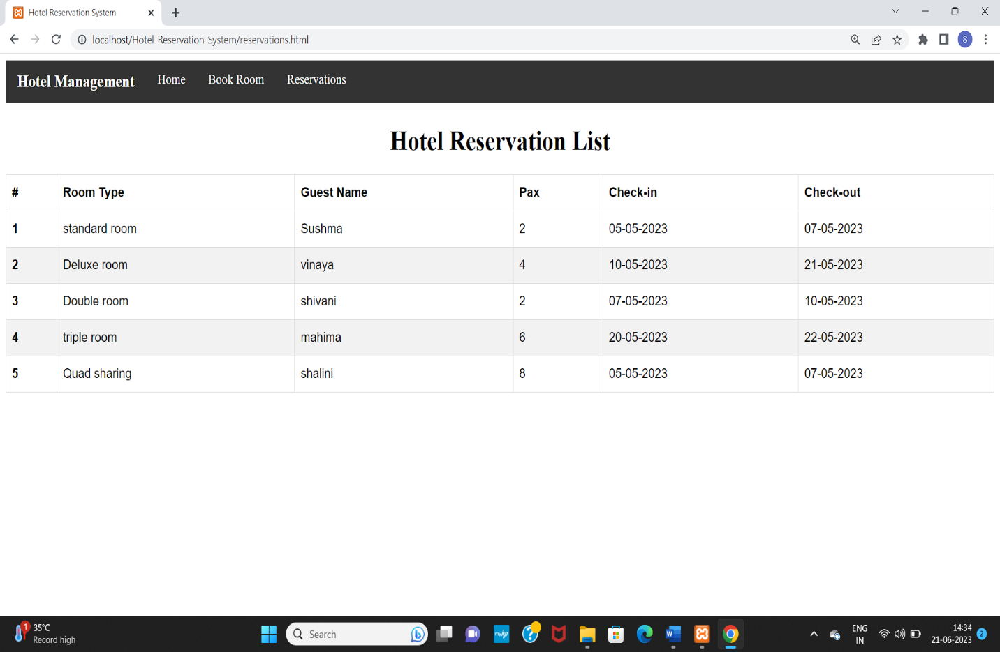 Hotel Reservation System
localhost/Hotel-Reservation-System/reservations.html
S
Hotel Management Home Book Room Reservations
Hotel Reservation List
# Room Type Guest Name Pax Check-in Check-out
1 standard room Sushma 2 05-05-2023 07-05-2023
2 Deluxe room vinaya 4 10-05-2023 21-05-2023
3 Double room shivani 2 07-05-2023 10-05-2023
4 triple room mahima 6 20-05-2023 22-05-2023
5 Quad sharing shalini 8 05-05-2023 07-05-2023
1 35°C
Record high
Search
myhp
W
ENG
IN
14:34
21-06-2023
2